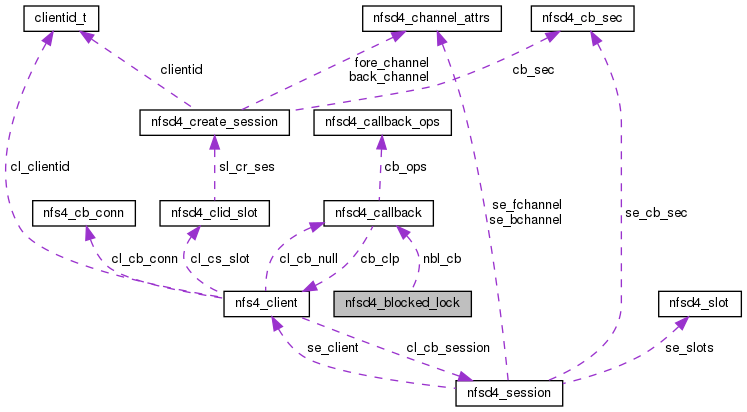 clientid_t
nfsd4_channel_attrs
nfsd4_cb_sec
clientid
fore_channel
back_channel
cb_sec
nfsd4_create_session
nfsd4_callback_ops
cl_clientid
sl_cr_ses
cb_ops
nfs4_cb_conn
nfsd4_clid_slot
nfsd4_callback
se_fchannel
se_bchannel
se_cb_sec
cl_cb_conn
cl_cs_slot
cl_cb_null
cb_clp
nbl_cb
nfs4_client
nfsd4_blocked_lock
nfsd4_slot
se_client
cl_cb_session
se_slots
nfsd4_session